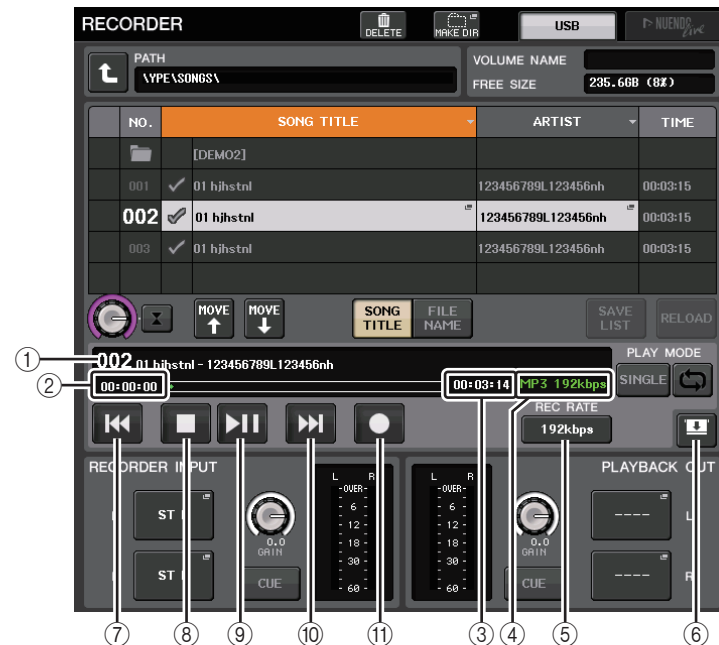 RECORDER
DELETE
MAKE DIR
USB
NUENDO Live
PATH
\YPE\SONGS\
VOLUME NAME
FREE SIZE
235.6GB (8%)
NO.
SONG TITLE
ARTIST
TIME
[DEMO2]
001 01 hjhstnl 123456789L123456nh 00:03:15
002 01 hjhstnl 123456789L123456nh 00:03:15
003 01 hjhstnl 123456789L123456nh 00:03:15
MOVE
MOVE
SONG TITLE
FILE NAME
SAVE LIST
RELOAD
① 002 01 hjhstnl - 123456789L123456nh
PLAY MODE
② 00:00:00
00:03:14
MP3 192kbps
SINGLE
REC RATE
192kbps
RECORDER INPUT
PLAYBACK OUT
L R
-OVER-
- 6 -
- 12 -
- 18 -
- 30 -
- 60 -
L R
-OVER-
- 6 -
- 12 -
- 18 -
- 30 -
- 60 -
ST
0.0
GAIN
0.0
GAIN
----
L
ST
CUE
CUE
----
R
⑦ ⑧ ⑨ ⑩ ⑪ ③ ④ ⑤ ⑥